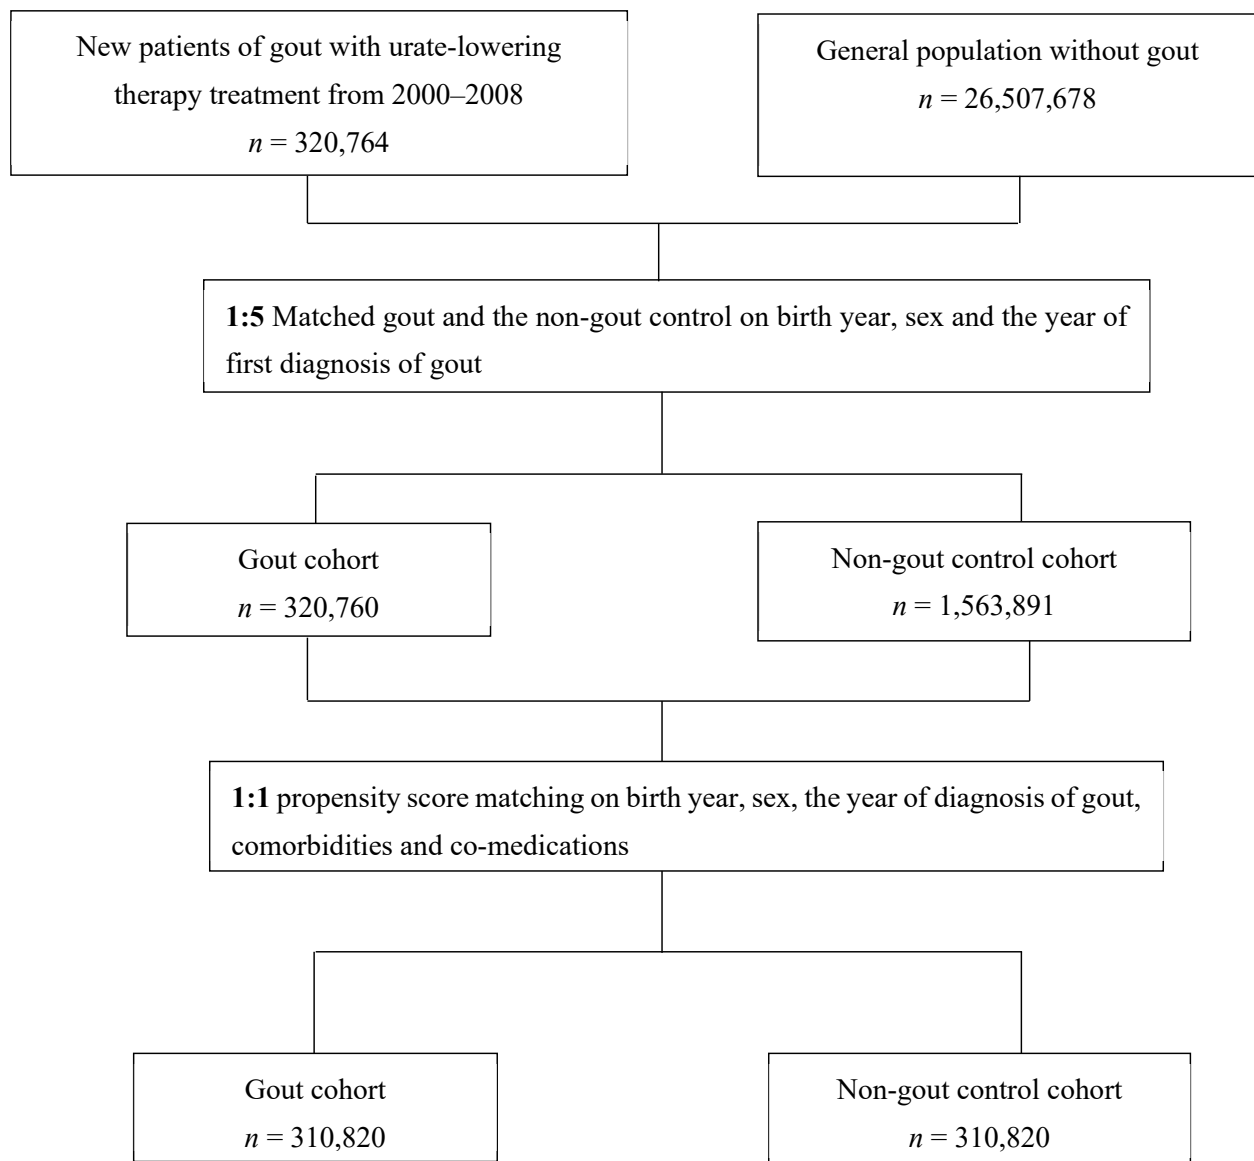 New patients of gout with urate-lowering
therapy treatment from 2000–2008
n = 320,764
General population without gout
n = 26,507,678
1:5 Matched gout and the non-gout control on birth year, sex and the year of
first diagnosis of gout
Gout cohort
n = 320,760
Non-gout control cohort
n = 1,563,891
1:1 propensity score matching on birth year, sex, the year of diagnosis of gout,
comorbidities and co-medications
Gout cohort
n = 310,820
Non-gout control cohort
n = 310,820